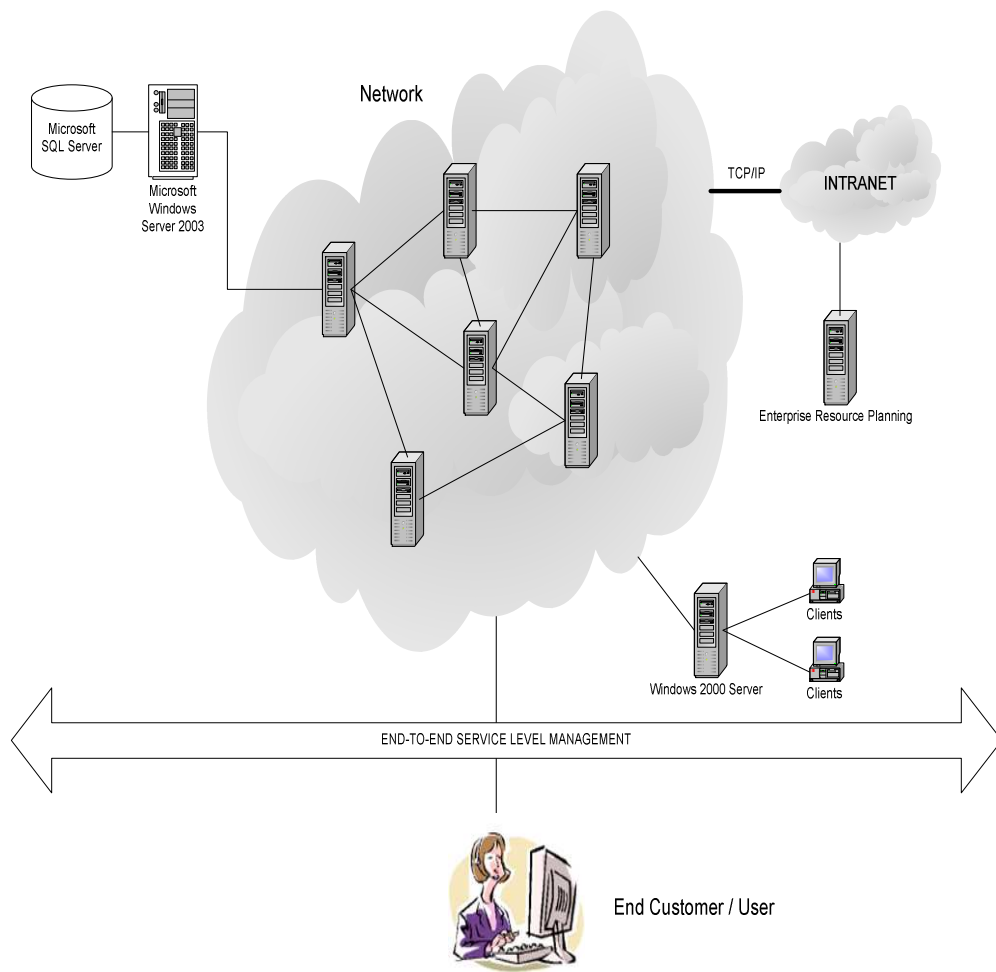 Network
Microsoft
SQL Server
Microsoft
Windows
Server 2003
TCP/IP
INTRANET
Enterprise Resource Planning
Clients
Windows 2000 Server
Clients
END-TO-END SERVICE LEVEL MANAGEMENT
End Customer / User